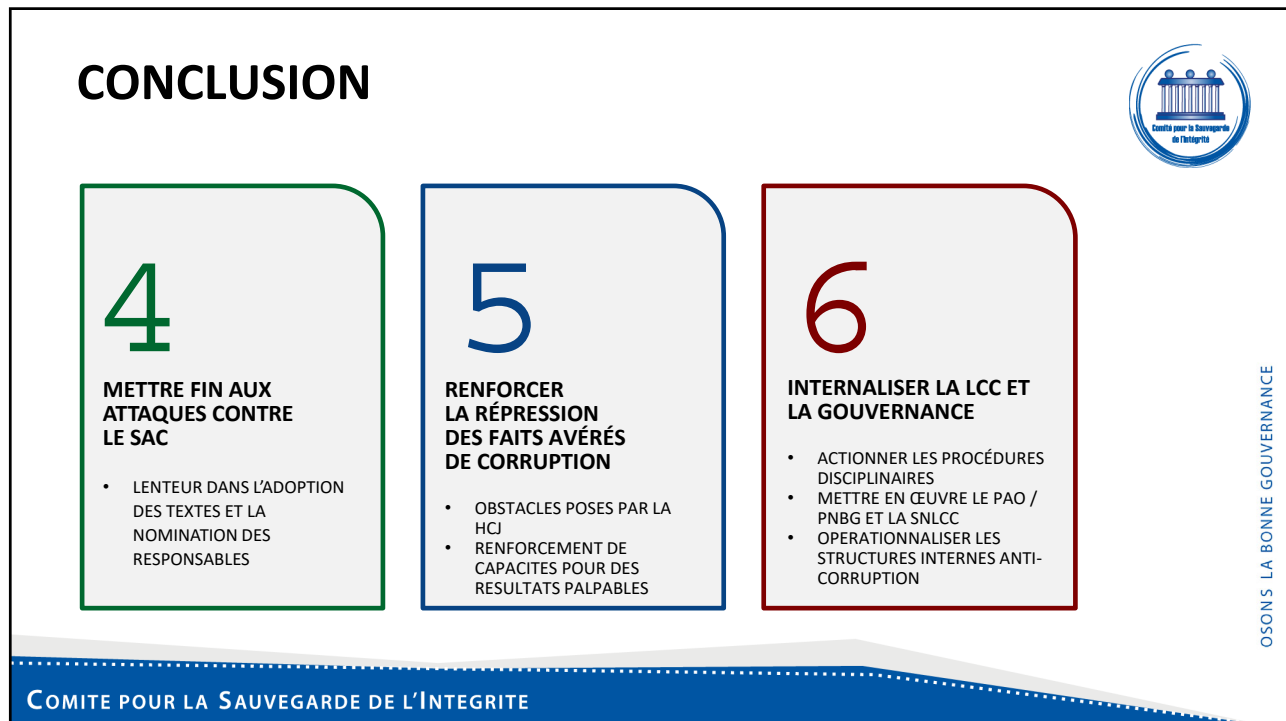 CONCLUSION
Comité pour la Sauvegarde
de l'Intégrité
4
METTRE FIN AUX
ATTAQUES CONTRE
LE SAC
• LENTEUR DANS L'ADOPTION
DES TEXTES ET LA
NOMINATION DES
RESPONSABLES
5
RENFORCER
LA RÉPRESSION
DES FAITS AVÉRÉS
DE CORRUPTION
• OBSTACLES POSES PAR LA
HCJ
• RENFORCEMENT DE
CAPACITES POUR DES
RESULTATS PALPABLES
6
INTERNALISER LA LCC ET
LA GOUVERNANCE
• ACTIONNER LES PROCÉDURES
DISCIPLINAIRES
• METTRE EN ŒUVRE LE PAO /
PNBG ET LA SNLCC
• OPERATIONNALISER LES
STRUCTURES INTERNES ANTI-
CORRUPTION
OSONS LA BONNE GOUVERNANCE
COMITE POUR LA SAUVEGARDE DE L'INTEGRITE